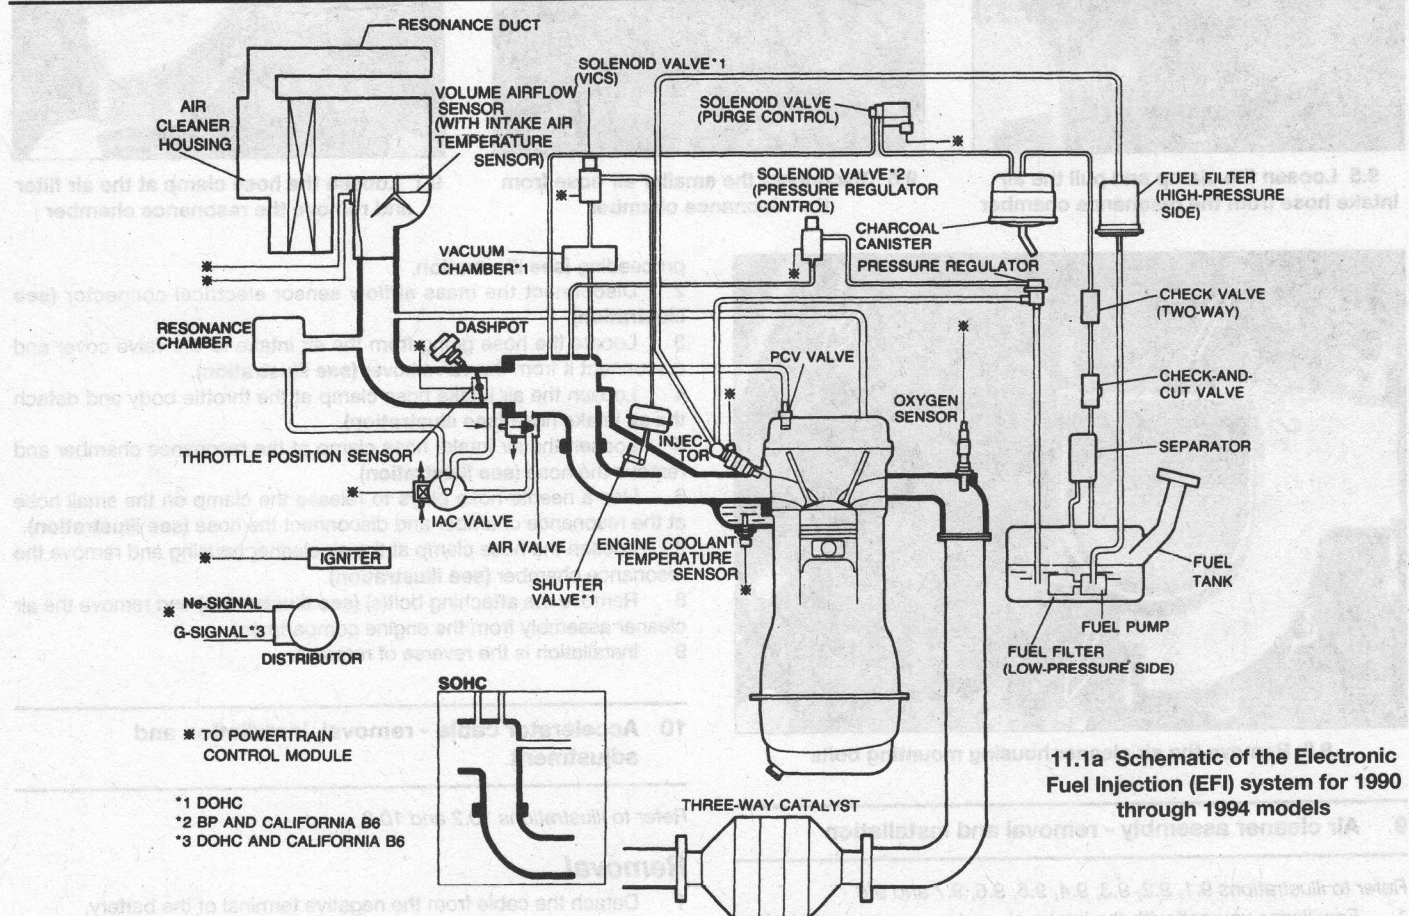 RESONANCE DUCT
SOLENOID VALVE*1
(VICS)
AIR
CLEANER
HOUSING
VOLUME AIRFLOW
SENSOR
(WITH INTAKE AIR
TEMPERATURE
SENSOR)
SOLENOID VALVE
(PURGE CONTROL)
※
※
SOLENOID VALVE*2
(PRESSURE REGULATOR
CONTROL)
FUEL FILTER
(HIGH-PRESSURE
SIDE)
CHARCOAL
CANISTER
VACUUM
CHAMBER*1
PRESSURE REGULATOR
※
※
※
CHECK VALVE
(TWO-WAY)
RESONANCE
CHAMBER
DASHPOT
※
※
PCV VALVE
CHECK-AND-
CUT VALVE
※
OXYGEN
SENSOR
INJEC-
TOR
SEPARATOR
THROTTLE POSITION SENSOR
※
IAC VALVE
AIR VALVE
ENGINE COOLANT
TEMPERATURE
SENSOR
※
IGNITER
※
FUEL
TANK
SHUTTER
VALVE*1
※
Ne-SIGNAL
G-SIGNAL*3
DISTRIBUTOR
FUEL PUMP
FUEL FILTER
(LOW-PRESSURE SIDE)
SOHC
※ TO POWERTRAIN
CONTROL MODULE
*1 DOHC
*2 BP AND CALIFORNIA B6
*3 DOHC AND CALIFORNIA B6
THREE-WAY CATALYST
11.1a Schematic of the Electronic
Fuel Injection (EFI) system for 1990
through 1994 models